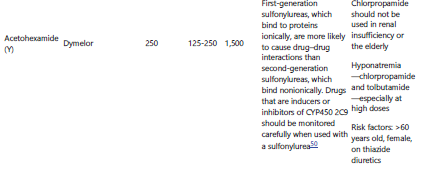 Acetohexamide
(Y)
Dymelor
250
125-250
1,500
First-generation
sulfonylureas, which
bind to proteins
ionically, are more likely
to cause drug–drug
interactions than
second-generation
sulfonylureas, which
bind nonionically. Drugs
that are inducers or
inhibitors of CYP450 2C9
should be monitored
carefully when used with
a sulfonylurea50
Chlorpropamide
should not be
used in renal
insufficiency or
the elderly
Hyponatremia
—chlorpropamide
and tolbutamide
—especially at
high doses
Risk factors: >60
years old, female,
on thiazide
diuretics